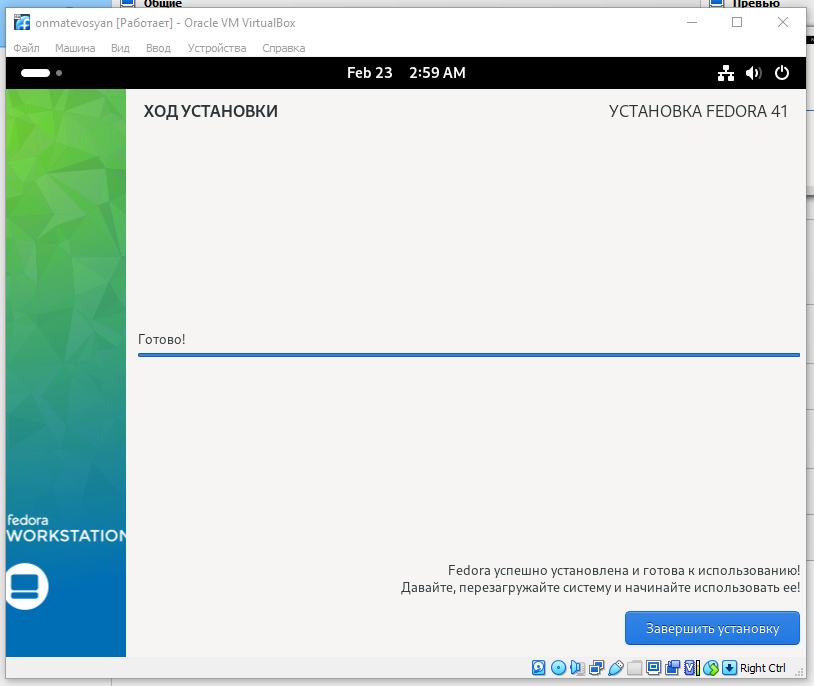 Общие
Превью
onmatevosyan [Работает] - Oracle VM VirtualBox
Файл Машина Вид Ввод Устройства Справка
Feb 23 2:59 AM
ХОД УСТАНОВКИ
УСТАНОВКА FEDORA 41
Готово!
fedora
WORKSTATION
Fedora успешно установлена и готова к использованию!
Давайте, перезагружайте систему и начинайте использовать ее!
Завершить установку
Right Ctrl